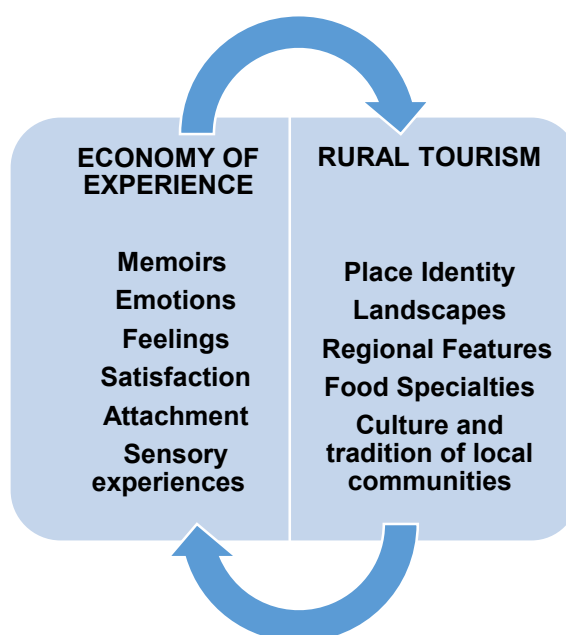 ECONOMY OF
EXPERIENCE
Memoirs
Emotions
Feelings
Satisfaction
Attachment
Sensory
experiences
RURAL TOURISM
Place Identity
Landscapes
Regional Features
Food Specialties
Culture and
tradition of local
communities